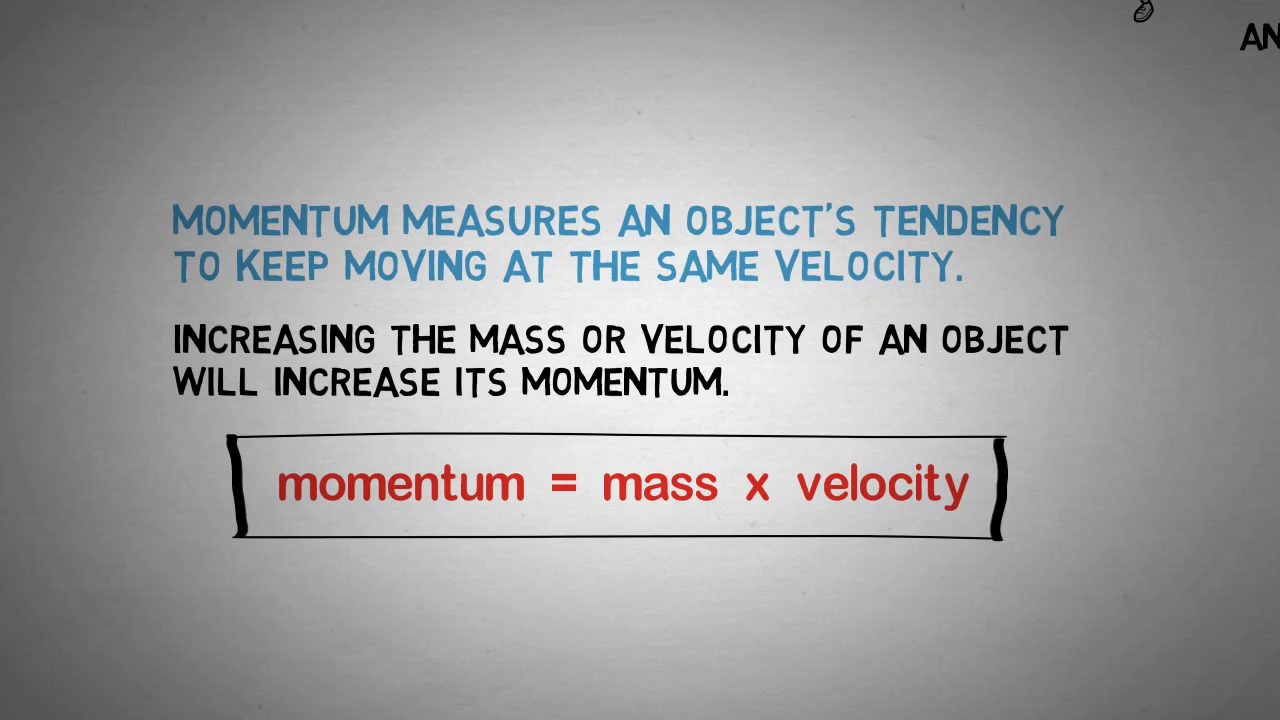 AN
MOMENTUM MEASURES AN OBJECT'S TENDENCY
TO KEEP MOVING AT THE SAME VELOCITY.
INCREASING THE MASS OR VELOCITY OF AN OBJECT
WILL INCREASE ITS MOMENTUM.
momentum = mass x velocity